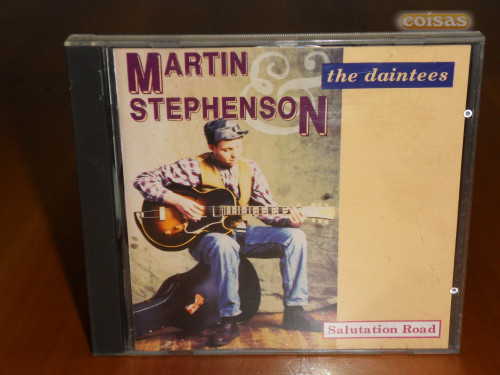 coisas
MARTIN
STEPHENSON
&
the daintees
Salutation Road